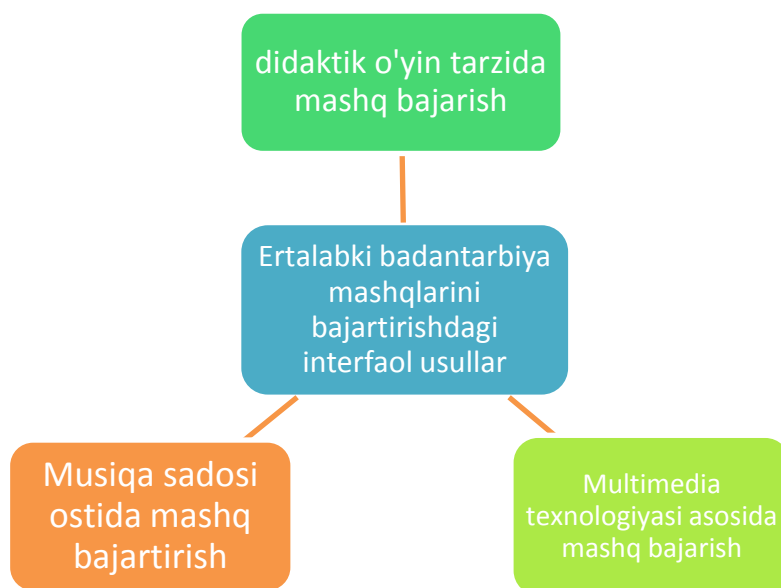 didaktik o'yin tarzida
mashq bajarish
Ertalabki badantarbiya
mashqlarini
bajartirishdagi
interfaol usullar
Musiqa sadosi
ostida mashq
bajartirish
Multimedia
texnologiyasi asosida
mashq bajarish